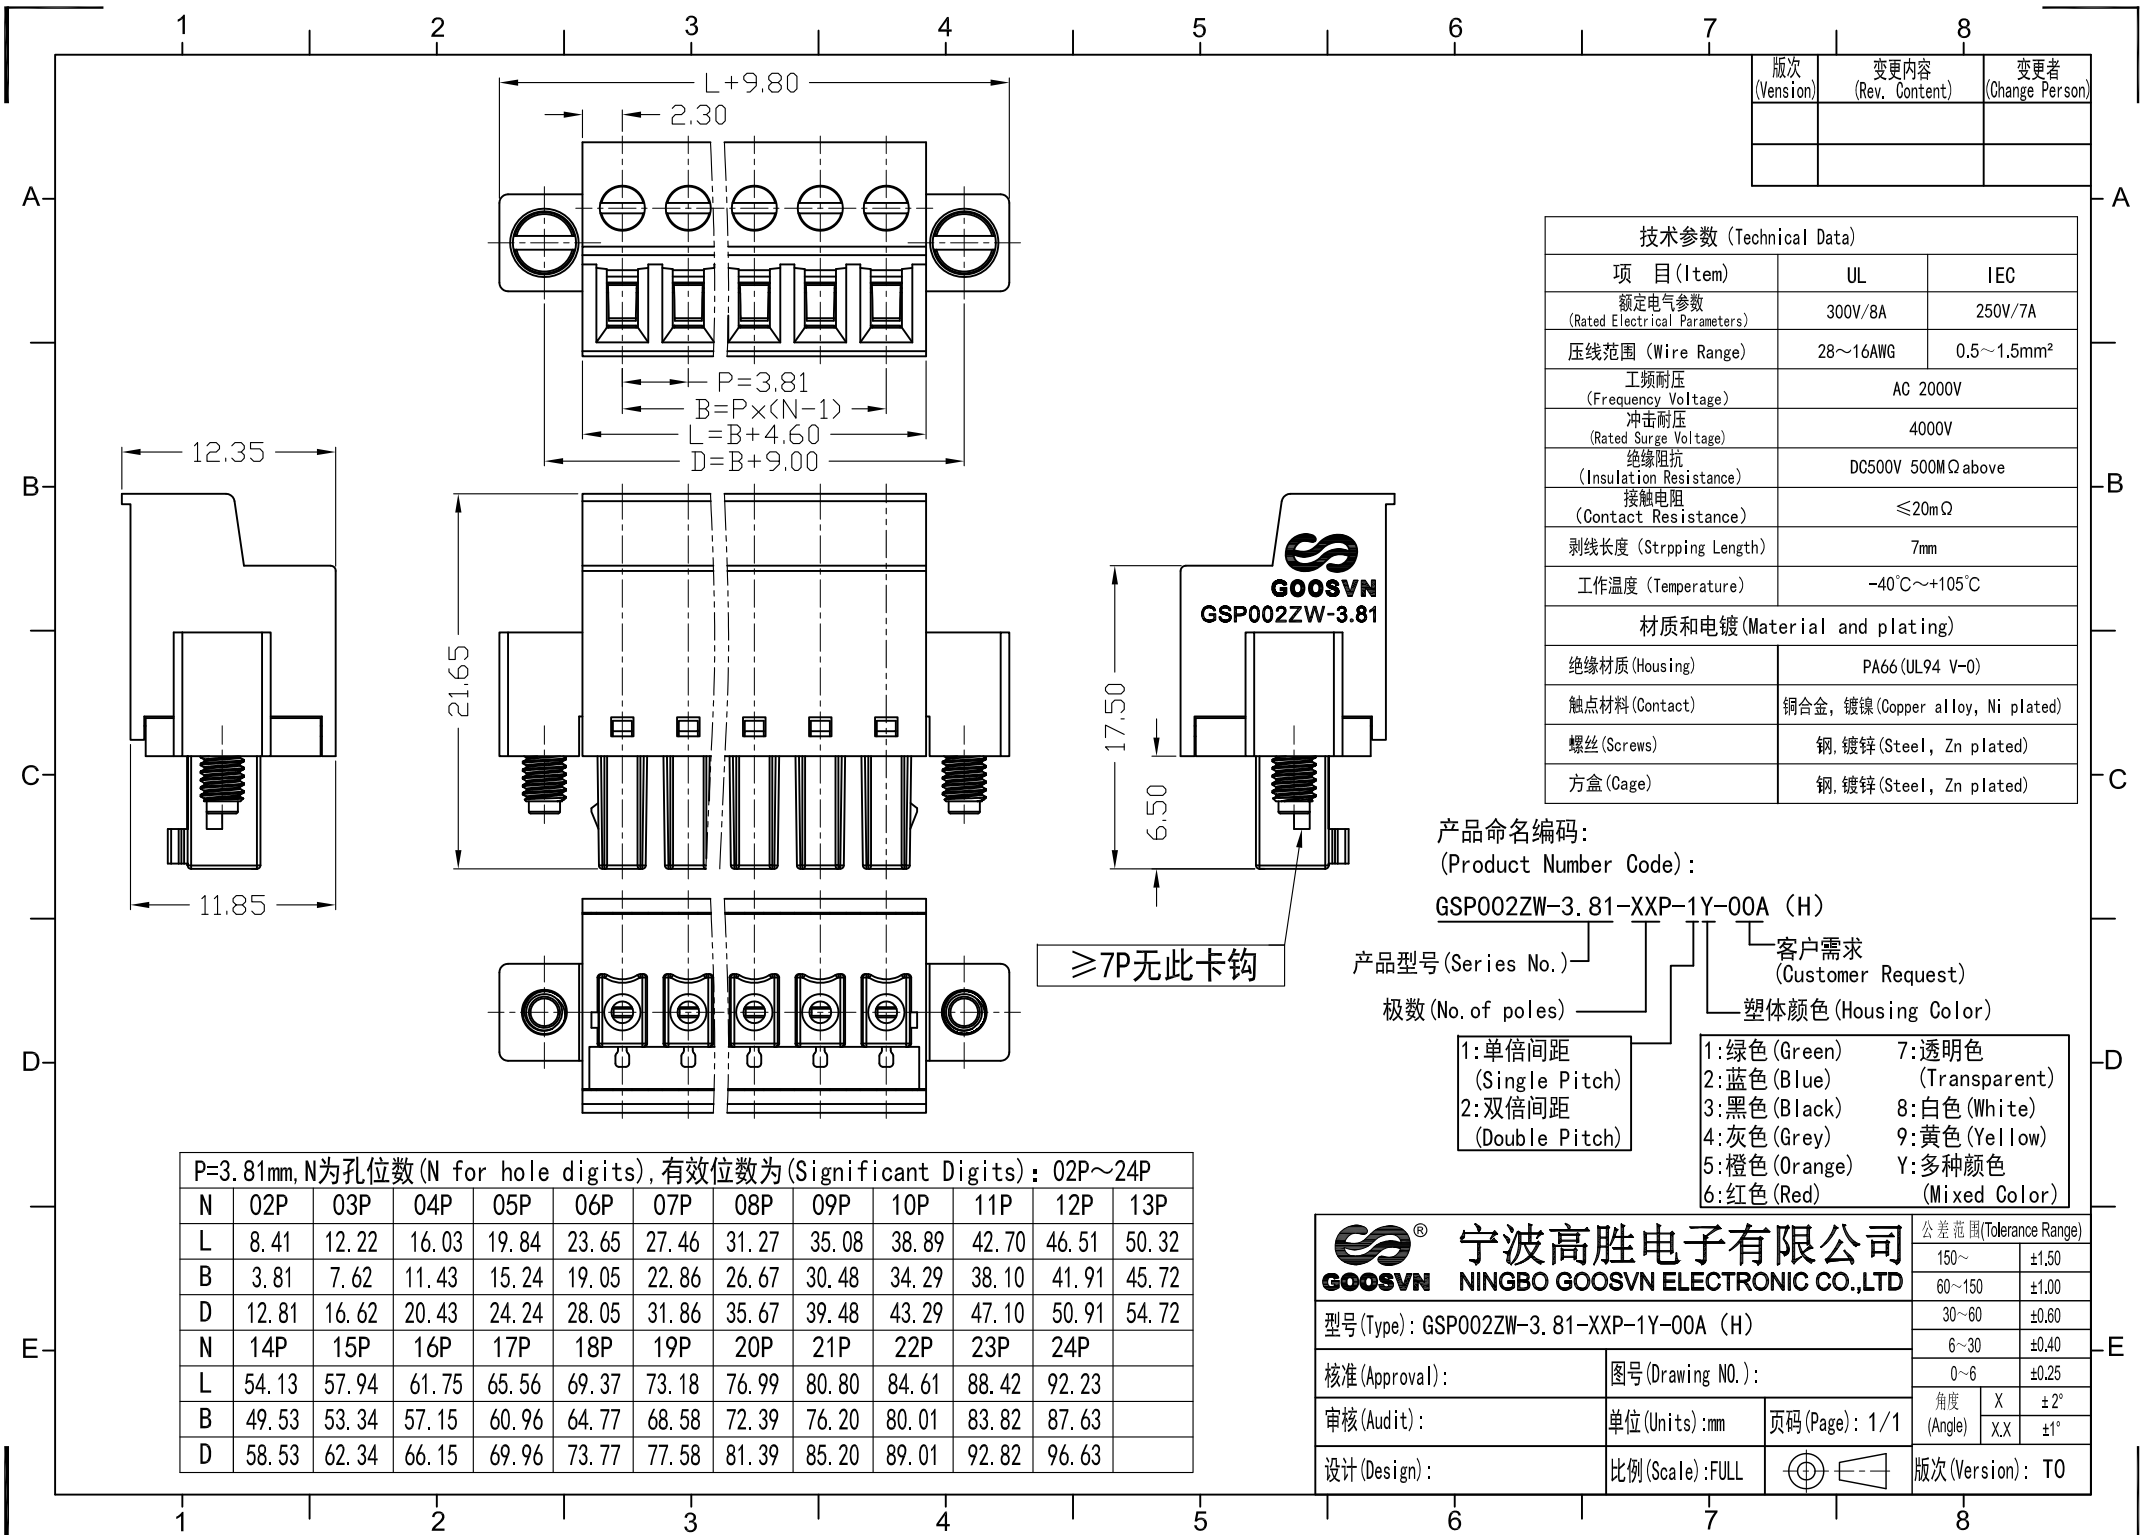 1 2 3 4 5 6 7 8
A
B
C
D
E
A
B
C
D
E
1 2 3 4 5 6 7 8
L+9.80
2.30
P=3.81
B=P×(N-1)
L=B+4.60
D=B+9.00
12.35
11.85
21.65
17.50
6.50
GOOSVN
GSP002ZW-3.81
≥7P无此卡钩
版次 变更内容 变更者
(Vension) (Rev. Content) (Change Person)
技术参数 (Technical Data)
项 目(Item) UL IEC
额定电气参数
(Rated Electrical Parameters) 300V/8A 250V/7A
压线范围 (Wire Range) 28～16AWG 0.5～1.5mm²
工频耐压
(Frequency Voltage) AC 2000V
冲击耐压
(Rated Surge Voltage) 4000V
绝缘阻抗
(Insulation Resistance) DC500V 500MΩabove
接触电阻
(Contact Resistance) ≤20mΩ
剥线长度 (Strpping Length) 7mm
工作温度 (Temperature) -40℃～+105℃
材质和电镀(Material and plating)
绝缘材质(Housing) PA66(UL94 V-0)
触点材料(Contact) 铜合金, 镀镍(Copper alloy, Ni plated)
螺丝(Screws) 钢,镀锌(Steel, Zn plated)
方盒(Cage) 钢,镀锌(Steel, Zn plated)
产品命名编码:
(Product Number Code):
GSP002ZW-3.81-XXP-1Y-00A (H)
产品型号(Series No.)
客户需求
(Customer Request)
极数(No.of poles)
塑体颜色(Housing Color)
1:单倍间距
(Single Pitch)
2:双倍间距
(Double Pitch)
1:绿色(Green) 7:透明色
2:蓝色(Blue) (Transparent)
3:黑色(Black) 8:白色(White)
4:灰色(Grey) 9:黄色(Yellow)
5:橙色(Orange) Y:多种颜色
6:红色(Red) (Mixed Color)
P=3.81mm,N为孔位数(N for hole digits),有效位数为(Significant Digits): 02P～24P
N 02P 03P 04P 05P 06P 07P 08P 09P 10P 11P 12P 13P
L 8.41 12.22 16.03 19.84 23.65 27.46 31.27 35.08 38.89 42.70 46.51 50.32
B 3.81 7.62 11.43 15.24 19.05 22.86 26.67 30.48 34.29 38.10 41.91 45.72
D 12.81 16.62 20.43 24.24 28.05 31.86 35.67 39.48 43.29 47.10 50.91 54.72
N 14P 15P 16P 17P 18P 19P 20P 21P 22P 23P 24P
L 54.13 57.94 61.75 65.56 69.37 73.18 76.99 80.80 84.61 88.42 92.23
B 49.53 53.34 57.15 60.96 64.77 68.58 72.39 76.20 80.01 83.82 87.63
D 58.53 62.34 66.15 69.96 73.77 77.58 81.39 85.20 89.01 92.82 96.63
® 宁波高胜电子有限公司
GOOSVN NINGBO GOOSVN ELECTRONIC CO.,LTD
型号(Type): GSP002ZW-3.81-XXP-1Y-00A (H)
核准(Approval): 图号(Drawing NO.):
审核(Audit): 单位(Units):mm 页码(Page): 1/1
设计(Design): 比例(Scale):FULL
公差范围(Tolerance Range)
150~ ±1.50
60~150 ±1.00
30~60 ±0.60
6~30 ±0.40
0~6 ±0.25
角度 X ±2°
(Angle) X.X ±1°
版次(Version): T0